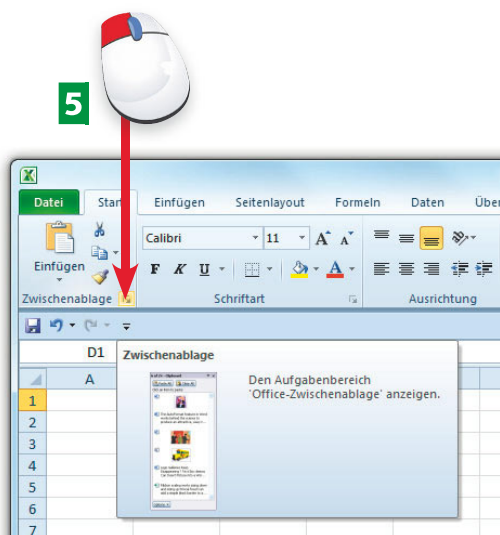 5
Datei Start Einfügen Seitenlayout Formeln Daten Über
Calibri 11 A A
Einfügen F K U A
Zwischenablage Schriftart Ausrichtung
D1
A
Zwischenablage
Den Aufgabenbereich
'Office-Zwischenablage' anzeigen.
1
2
3
4
5
6
7